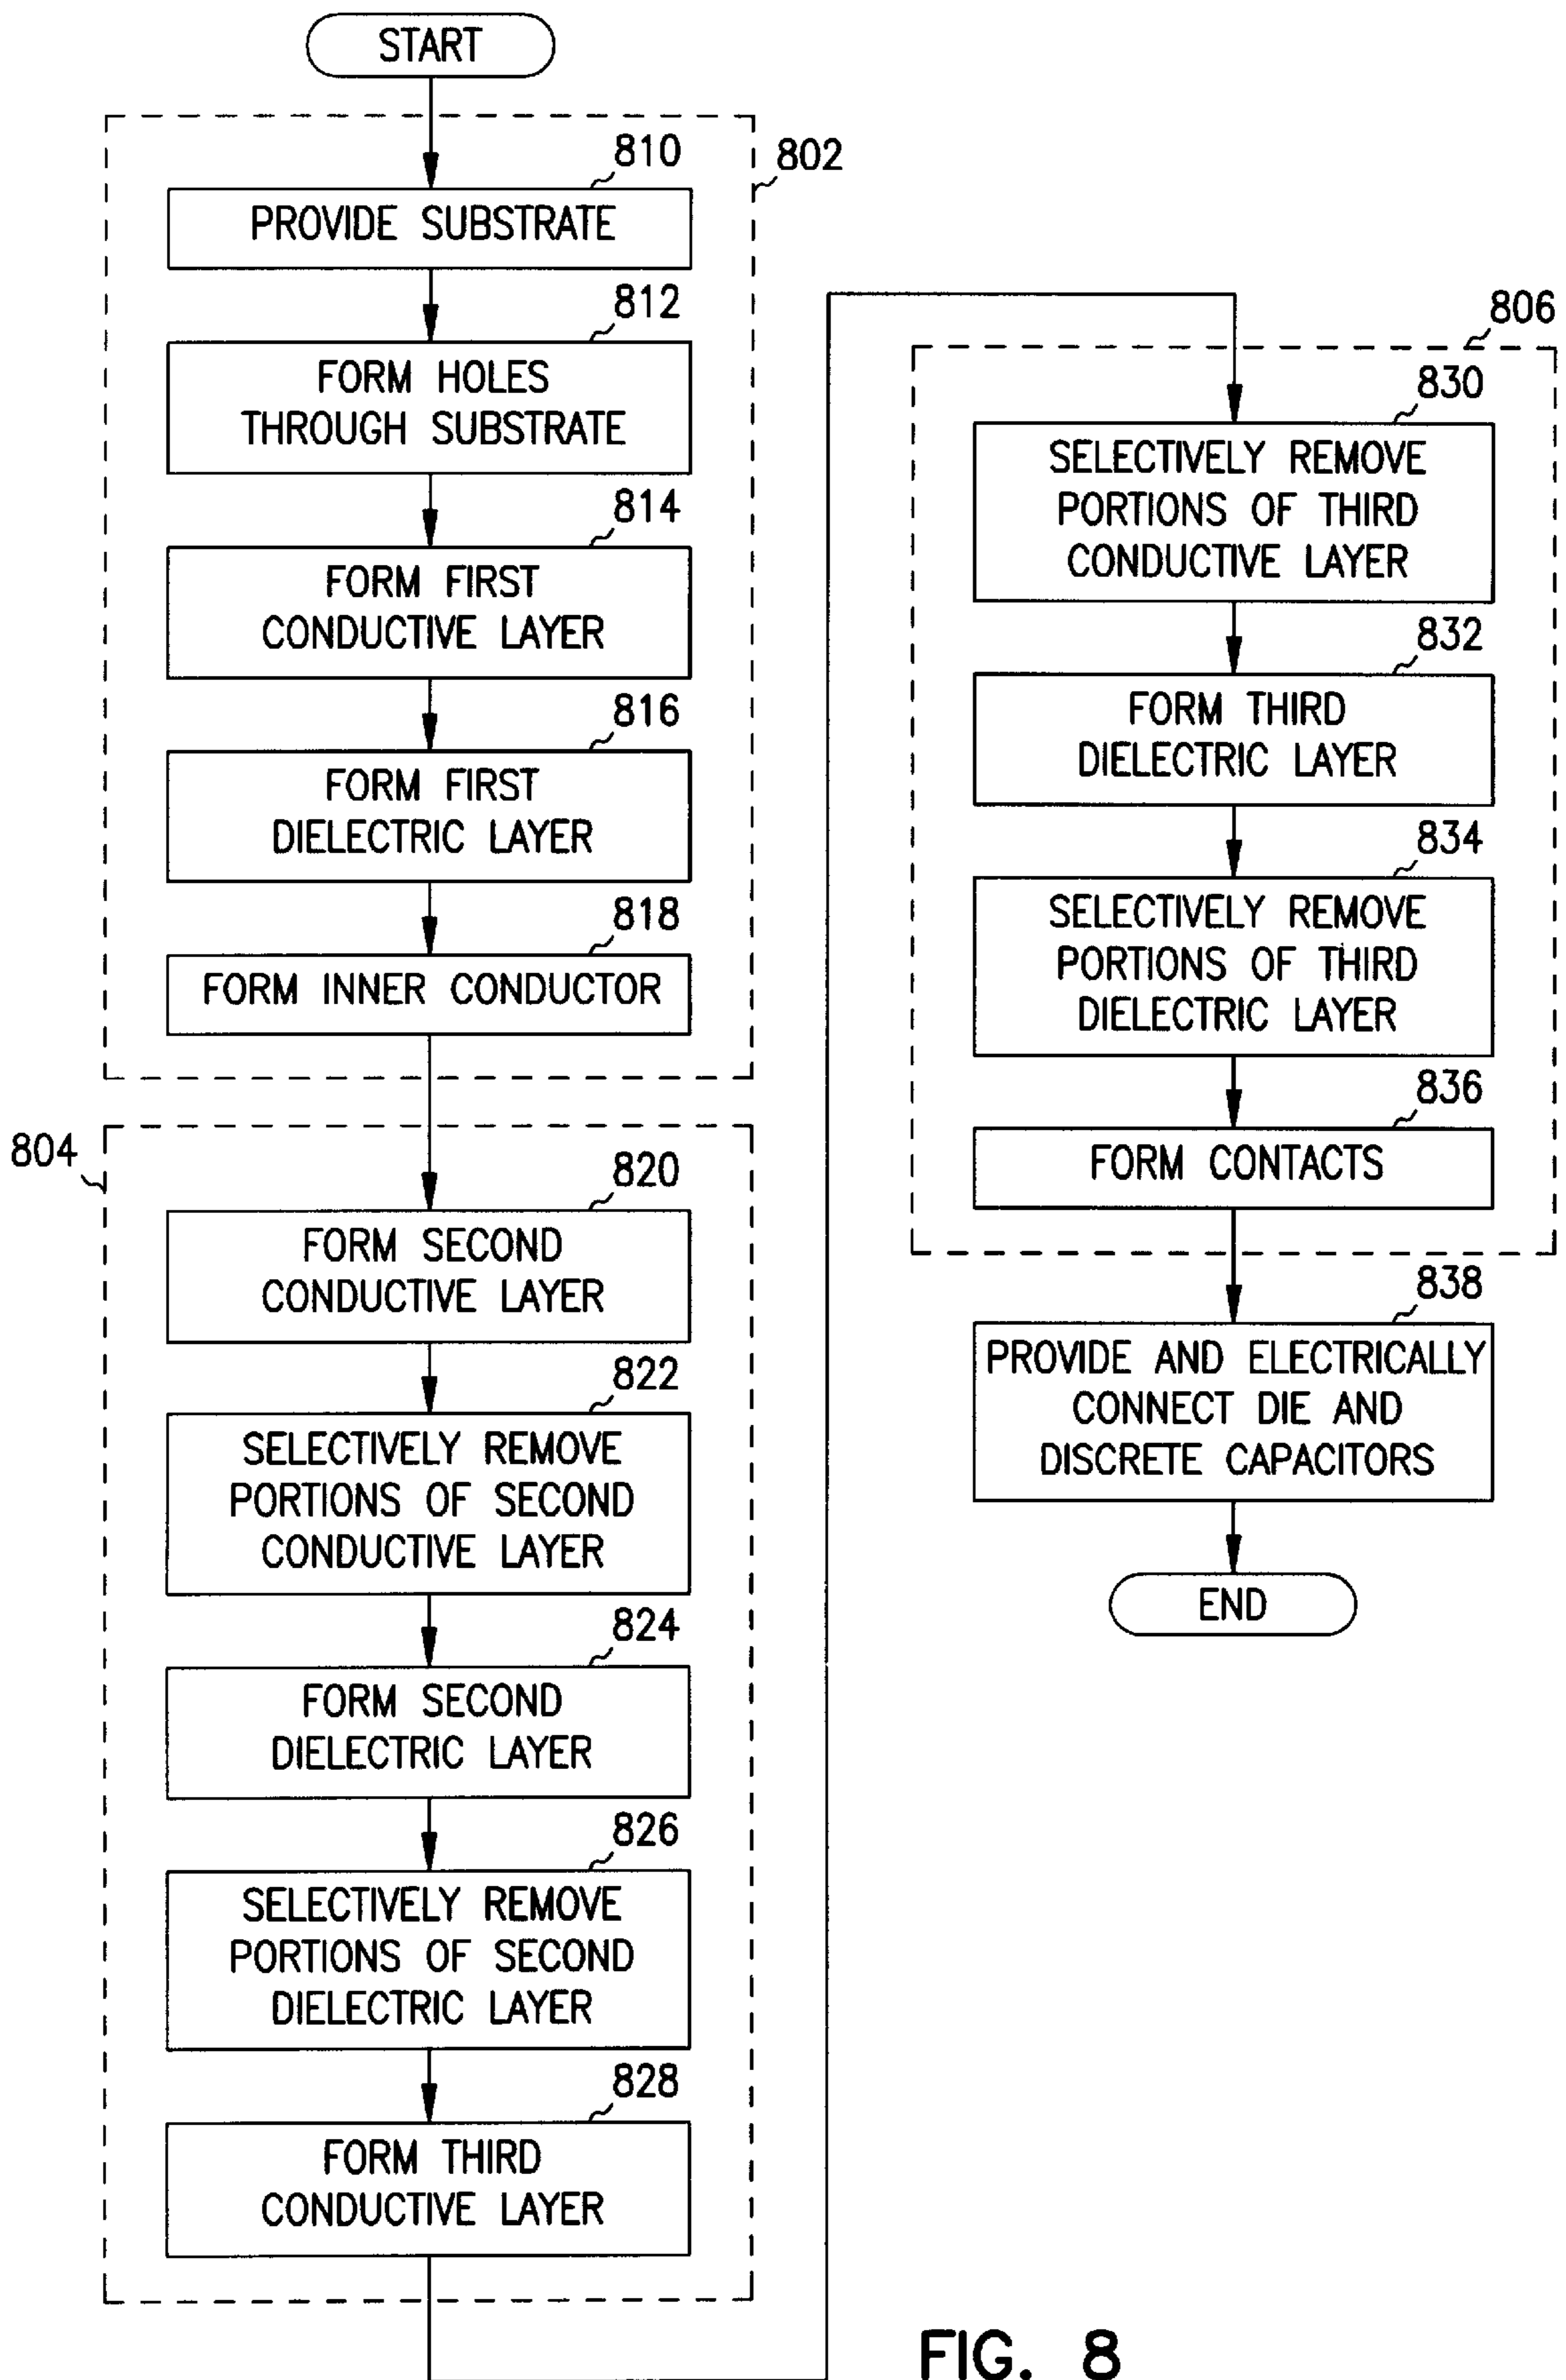 START
802
810
PROVIDE SUBSTRATE
812
FORM HOLES
THROUGH SUBSTRATE
814
FORM FIRST
CONDUCTIVE LAYER
816
FORM FIRST
DIELECTRIC LAYER
818
FORM INNER CONDUCTOR
804
820
FORM SECOND
CONDUCTIVE LAYER
822
SELECTIVELY REMOVE
PORTIONS OF SECOND
CONDUCTIVE LAYER
824
FORM SECOND
DIELECTRIC LAYER
826
SELECTIVELY REMOVE
PORTIONS OF SECOND
DIELECTRIC LAYER
828
FORM THIRD
CONDUCTIVE LAYER
806
830
SELECTIVELY REMOVE
PORTIONS OF THIRD
CONDUCTIVE LAYER
832
FORM THIRD
DIELECTRIC LAYER
834
SELECTIVELY REMOVE
PORTIONS OF THIRD
DIELECTRIC LAYER
836
FORM CONTACTS
838
PROVIDE AND ELECTRICALLY
CONNECT DIE AND
DISCRETE CAPACITORS
END
FIG. 8